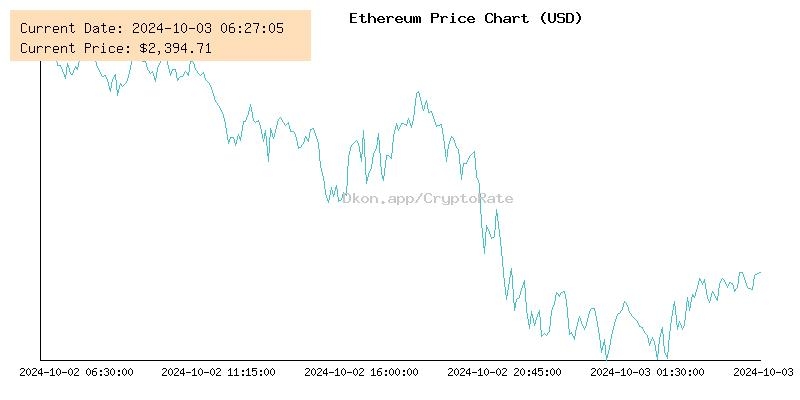 Ethereum Price Chart (USD)
Current Date: 2024-10-03 06:27:05
Current Price: $2,394.71
Dkon.app/CryptoRate
2024-10-02 06:30:00 2024-10-02 11:15:00 2024-10-02 16:00:00 2024-10-02 20:45:00 2024-10-03 01:30:00 2024-10-03